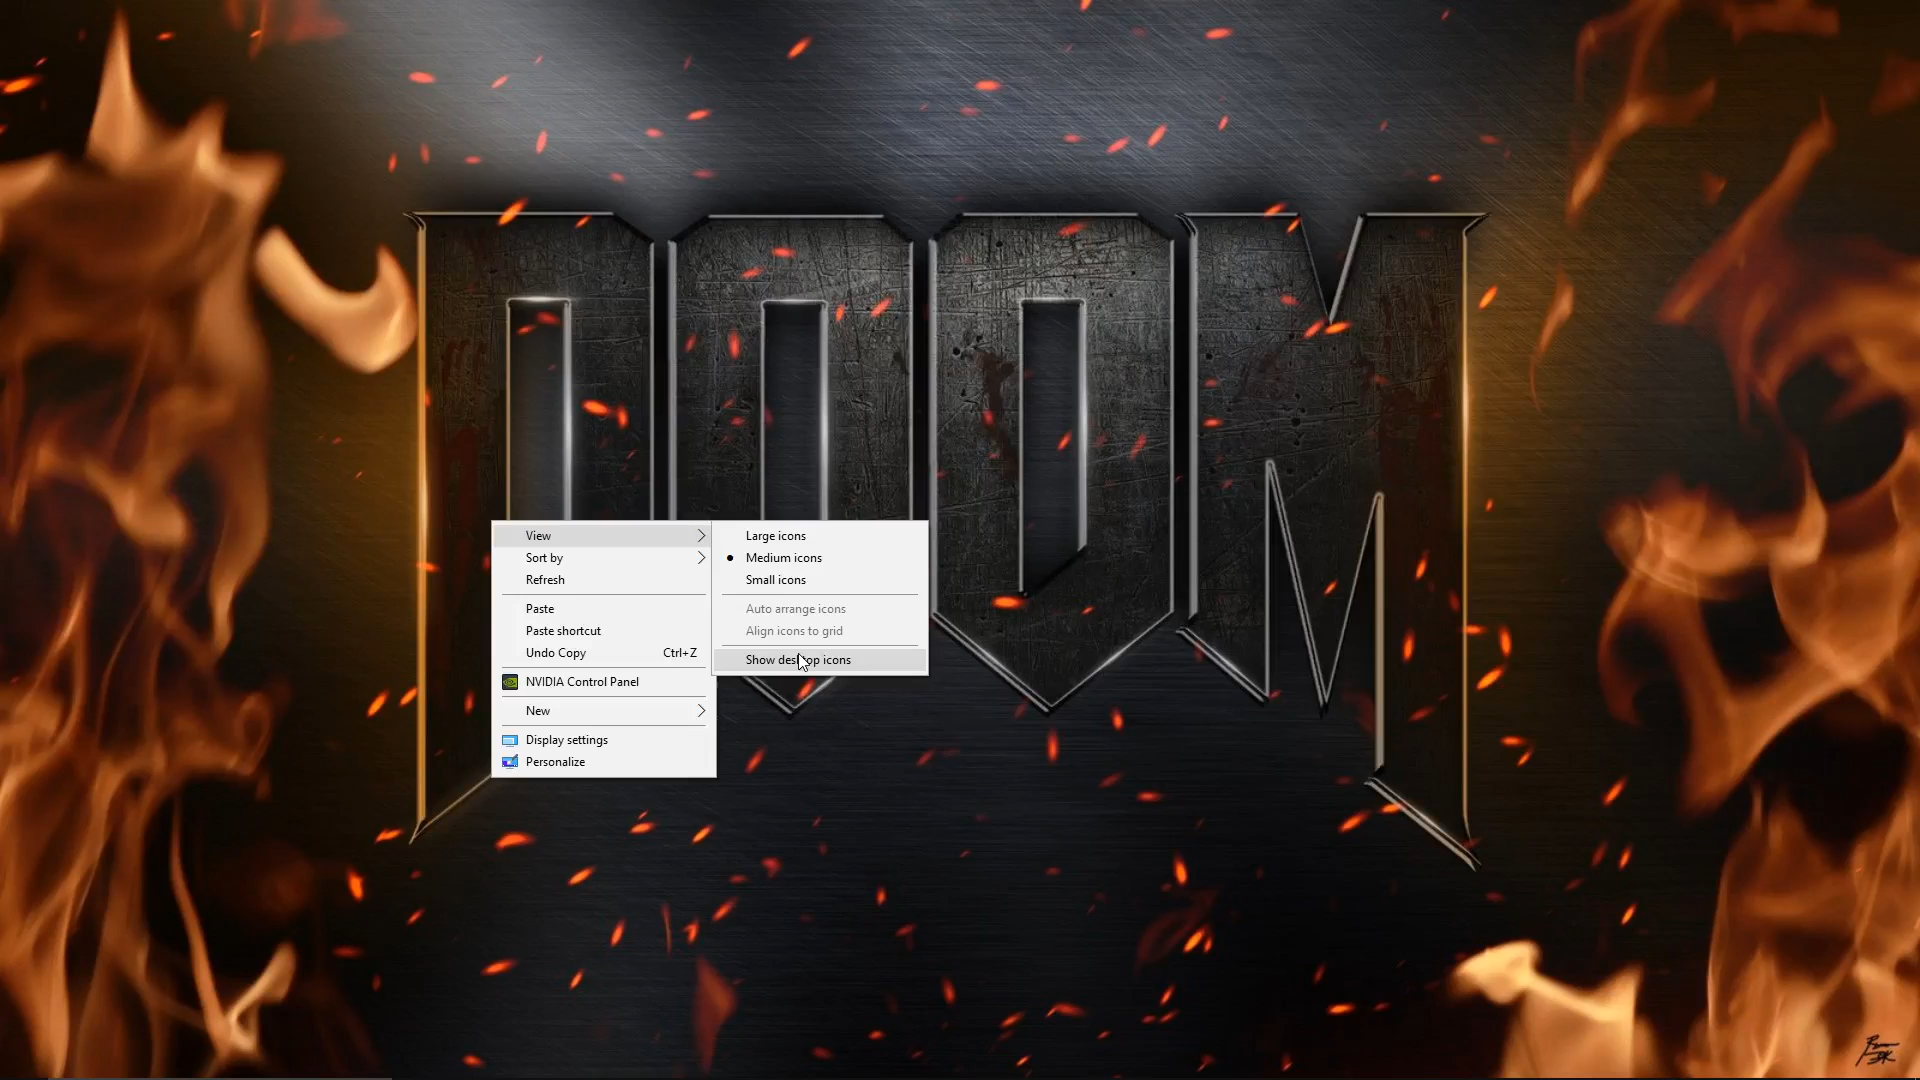 DOOM
View
Sort by
Refresh
Paste
Paste shortcut
Undo Copy Ctrl+Z
NVIDIA Control Panel
New
Display settings
Personalize
Large icons
Medium icons
Small icons
Auto arrange icons
Align icons to grid
Show desktop icons